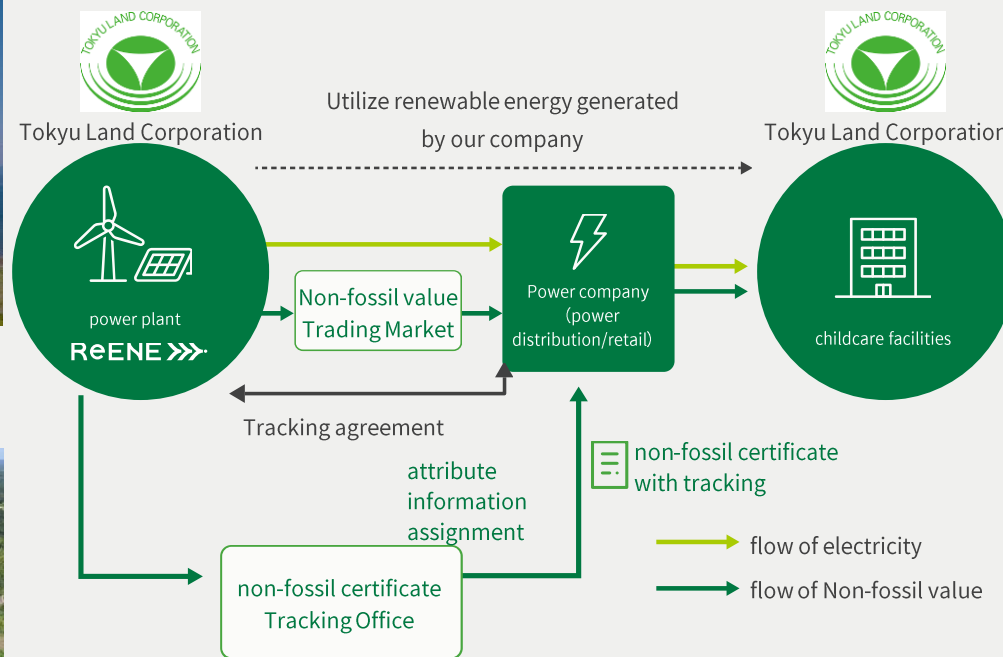 TOKYU LAND CORPORATION
TOKYU LAND CORPORATION
Utilize renewable energy generated
by our company
Tokyu Land Corporation
Tokyu Land Corporation
power plant
ReENE
Non-fossil value
Trading Market
Power company
(power
distribution/retail)
childcare facilities
Tracking agreement
attribute
information
assignment
non-fossil certificate
with tracking
non-fossil certificate
Tracking Office
flow of electricity
flow of Non-fossil value